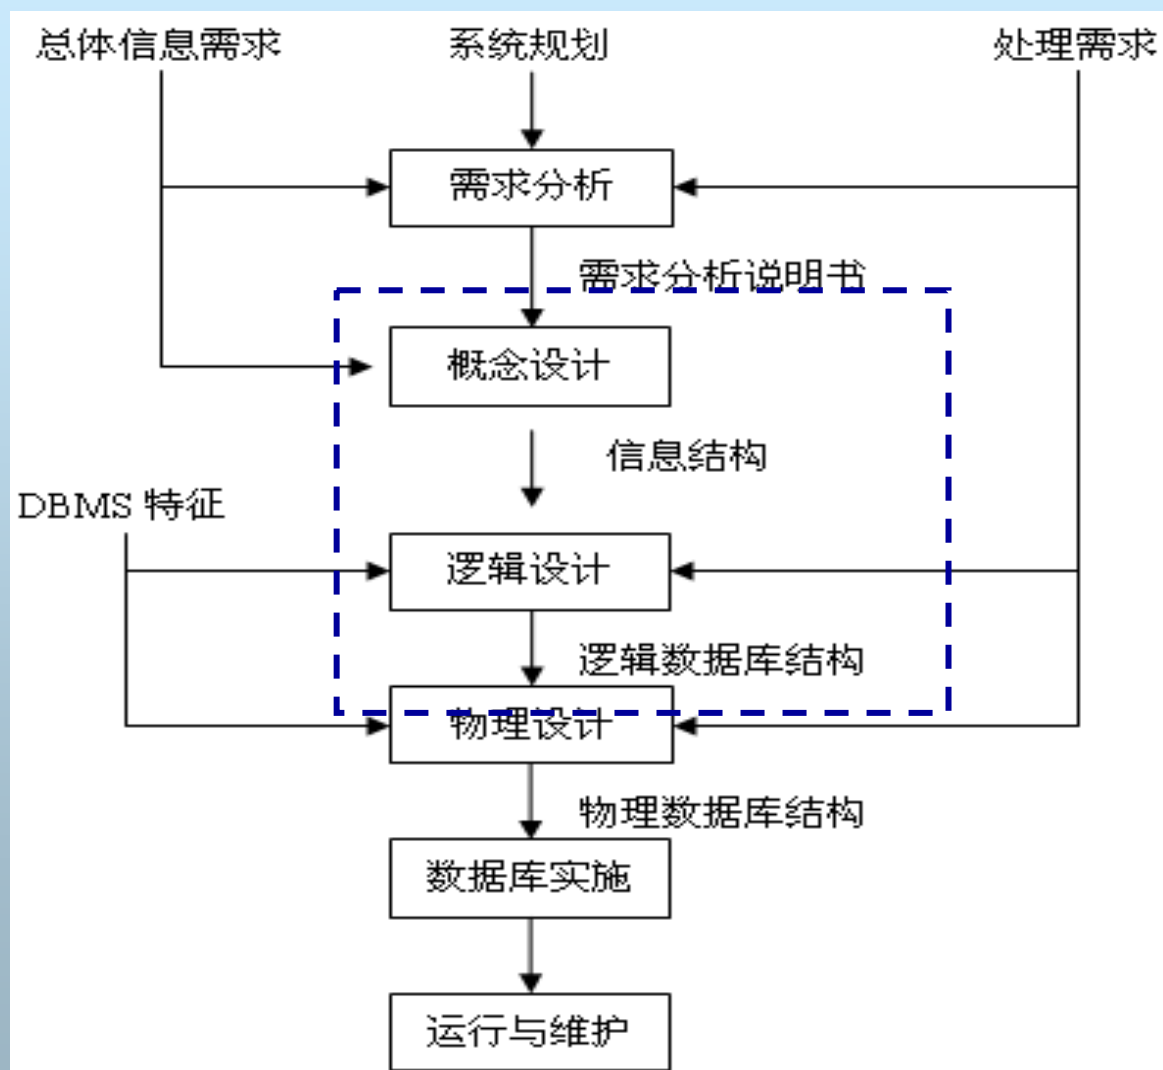 总体信息需求
系统规划
处理需求
需求分析
需求分析说明书
概念设计
信息结构
DBMS 特征
逻辑设计
逻辑数据库结构
物理设计
物理数据库结构
数据库实施
运行与维护